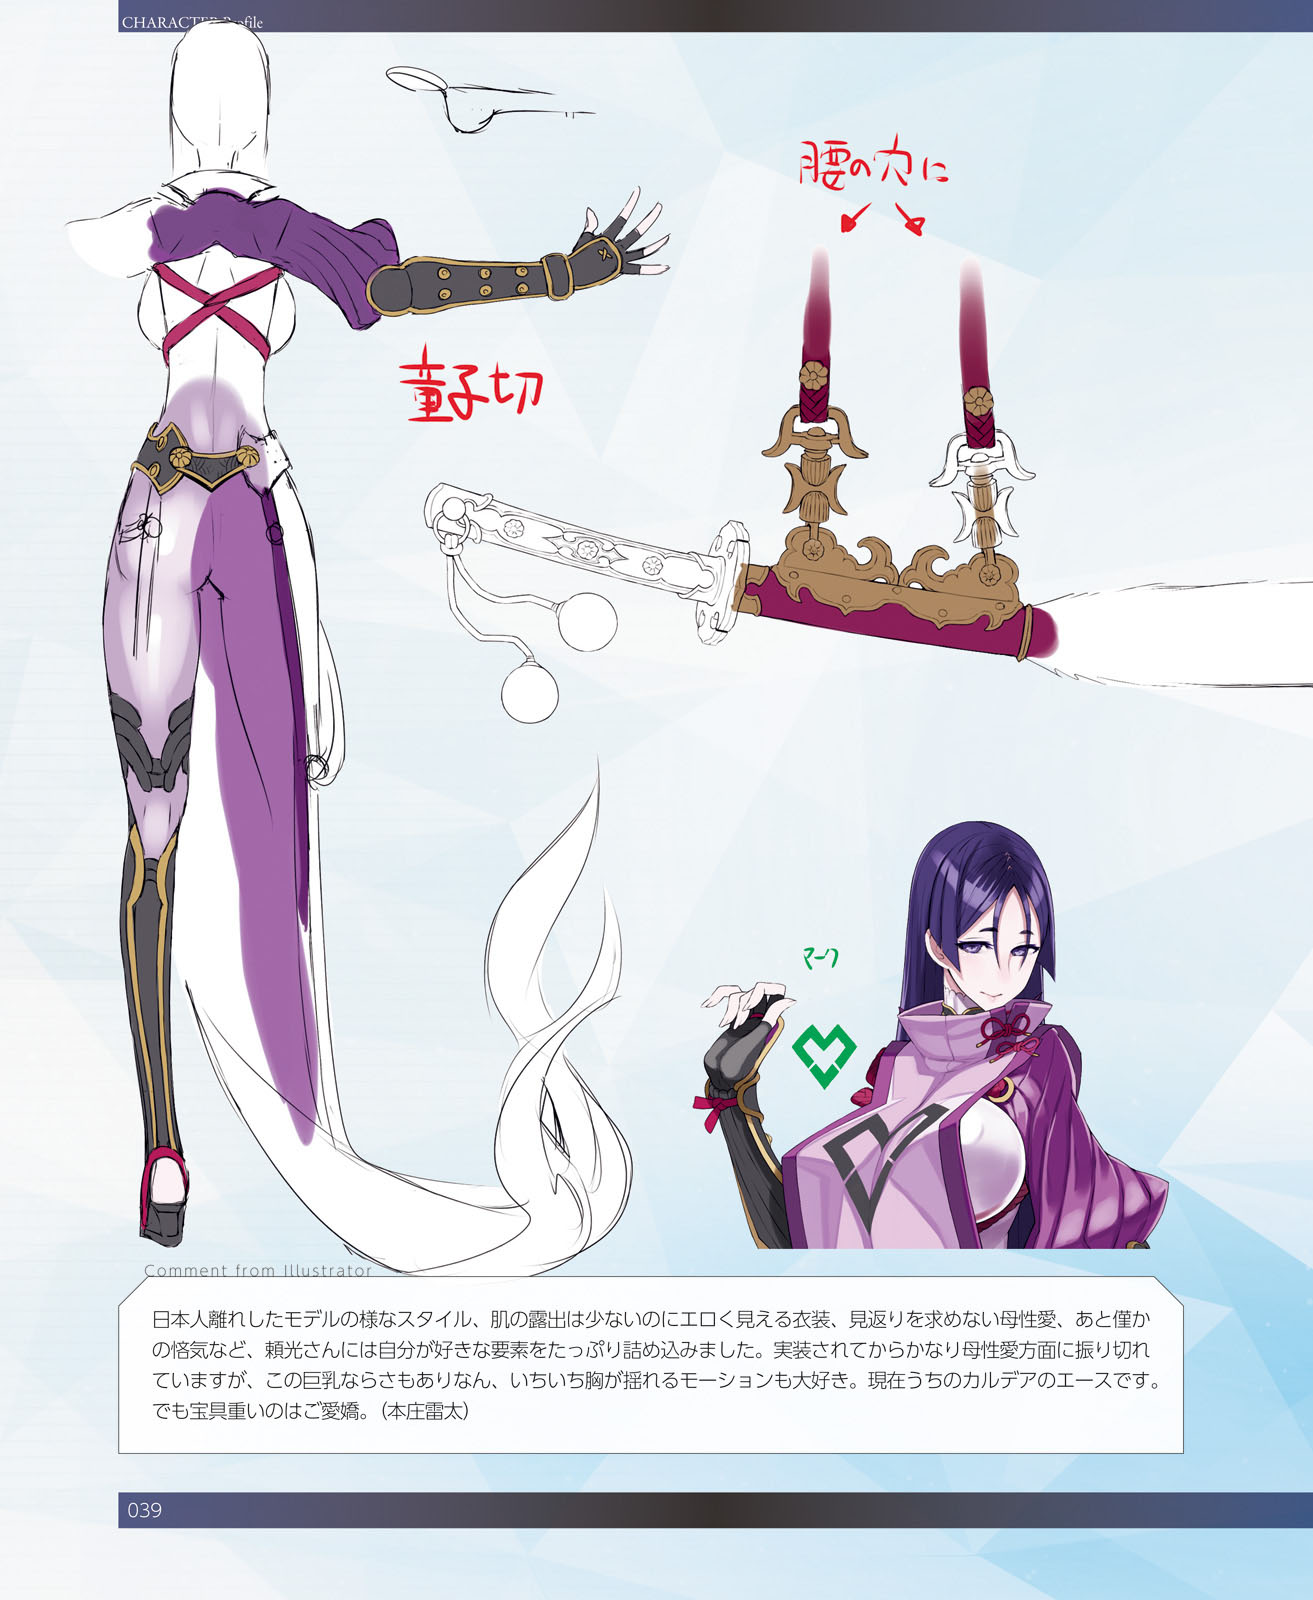 CHARACTER Profile
腰の穴に
童子切
マーク
Comment from Illustrator
日本人離れしたモデルの様なスタイル、肌の露出は少ないのにエロく見える衣装、見返りを求めない母性愛、あと僅か
の悋気など、頼光さんには自分が好きな要素をたっぷり詰め込みました。実装されてからかなり母性愛方面に振り切れ
ていますが、この巨乳ならさもありなん、いちいち胸が揺れるモーションも大好き。現在うちのカルデアのエースです。
でも宝具重いのはご愛嬌。（本庄雷太）
039